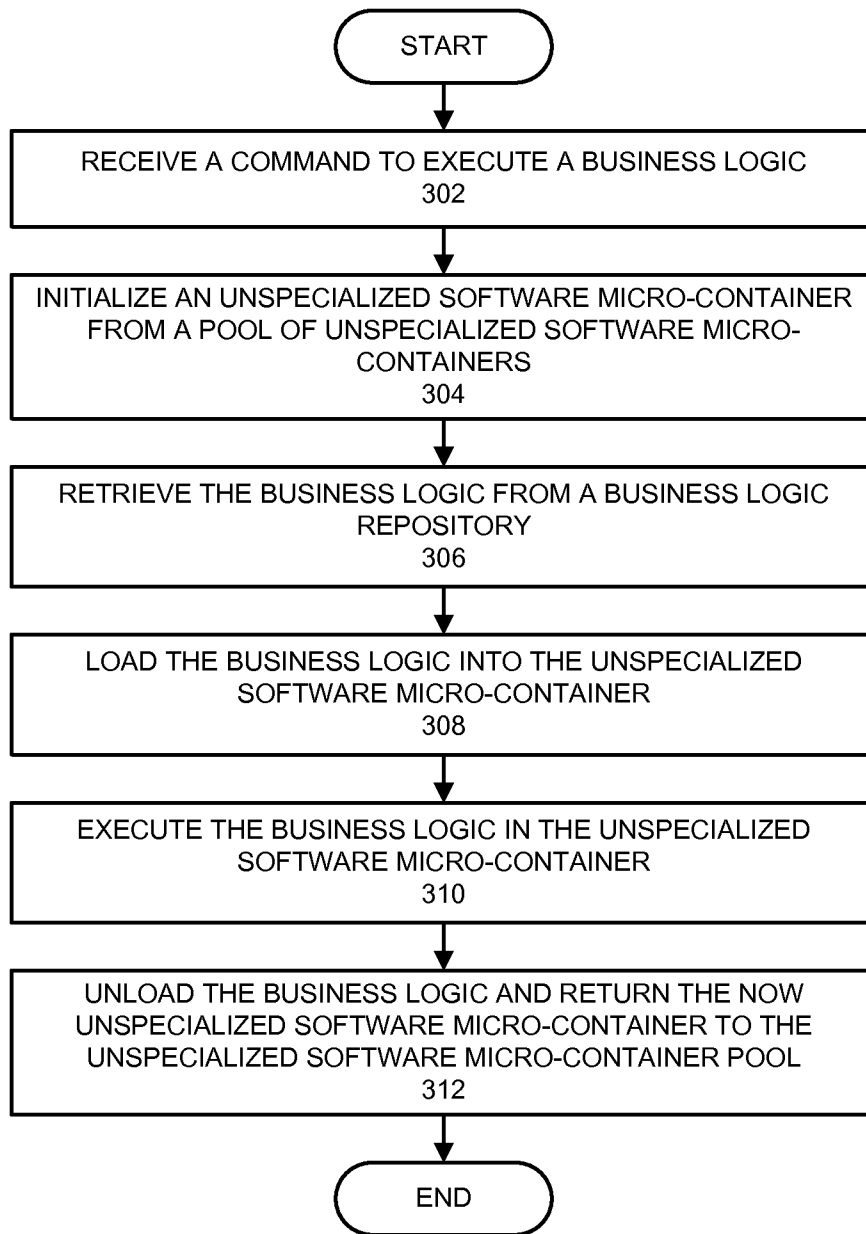 START
RECEIVE A COMMAND TO EXECUTE A BUSINESS LOGIC
302
INITIALIZE AN UNSPECIALIZED SOFTWARE MICRO-CONTAINER
FROM A POOL OF UNSPECIALIZED SOFTWARE MICRO-
CONTAINERS
304
RETRIEVE THE BUSINESS LOGIC FROM A BUSINESS LOGIC
REPOSITORY
306
LOAD THE BUSINESS LOGIC INTO THE UNSPECIALIZED
SOFTWARE MICRO-CONTAINER
308
EXECUTE THE BUSINESS LOGIC IN THE UNSPECIALIZED
SOFTWARE MICRO-CONTAINER
310
UNLOAD THE BUSINESS LOGIC AND RETURN THE NOW
UNSPECIALIZED SOFTWARE MICRO-CONTAINER TO THE
UNSPECIALIZED SOFTWARE MICRO-CONTAINER POOL
312
END